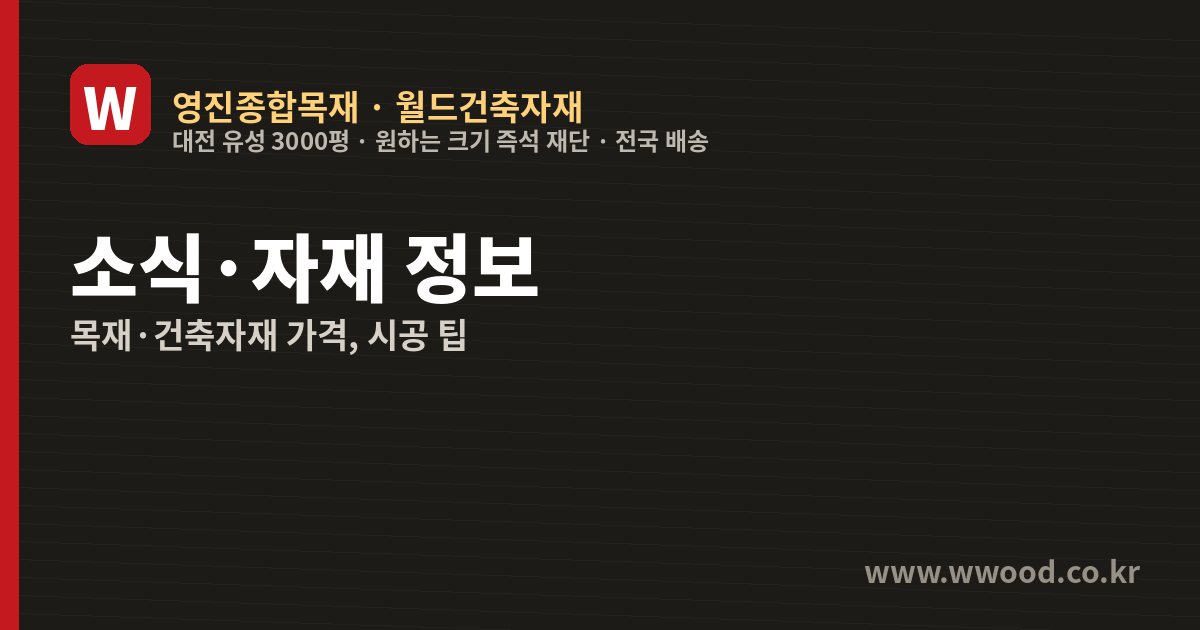 W
영진종합목재 · 월드건축자재
대전 유성 3000평 · 원하는 크기 즉석 재단 · 전국 배송
소식·자재 정보
목재·건축자재 가격, 시공 팁
www.wwood.co.kr